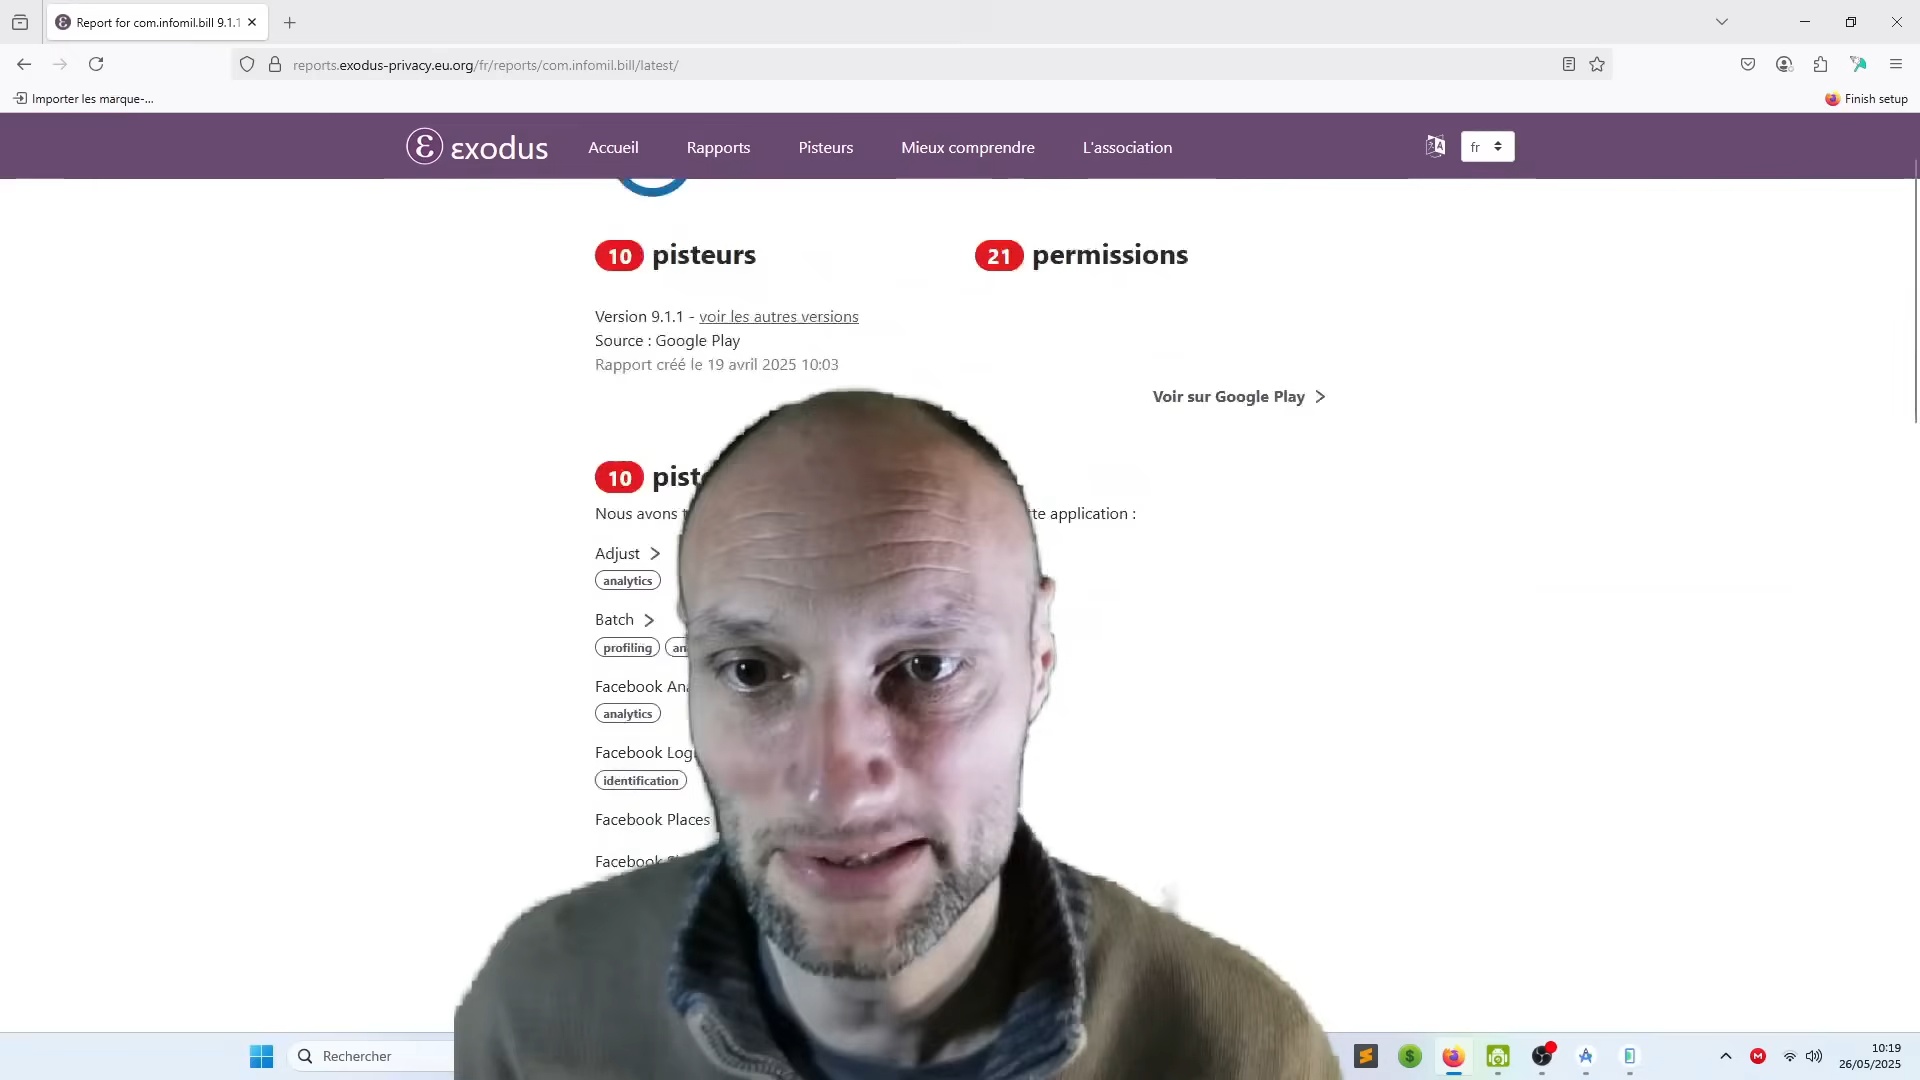 Report for com.infomil.bill 9.1.1
reports.exodus-privacy.eu.org/fr/reports/com.infomil.bill/latest/
Importer les marque-...
Finish setup
εxodus
Accueil
Rapports
Pisteurs
Mieux comprendre
L'association
fr
10 pisteurs
21 permissions
Version 9.1.1 - voir les autres versions
Source : Google Play
Rapport créé le 19 avril 2025 10:03
Voir sur Google Play
10
Nous avons
application :
Adjust
analytics
Batch
profiling
Facebook
analytics
Facebook
identification
Facebook Places
Facebook
Rechercher
10:19
26/05/2025